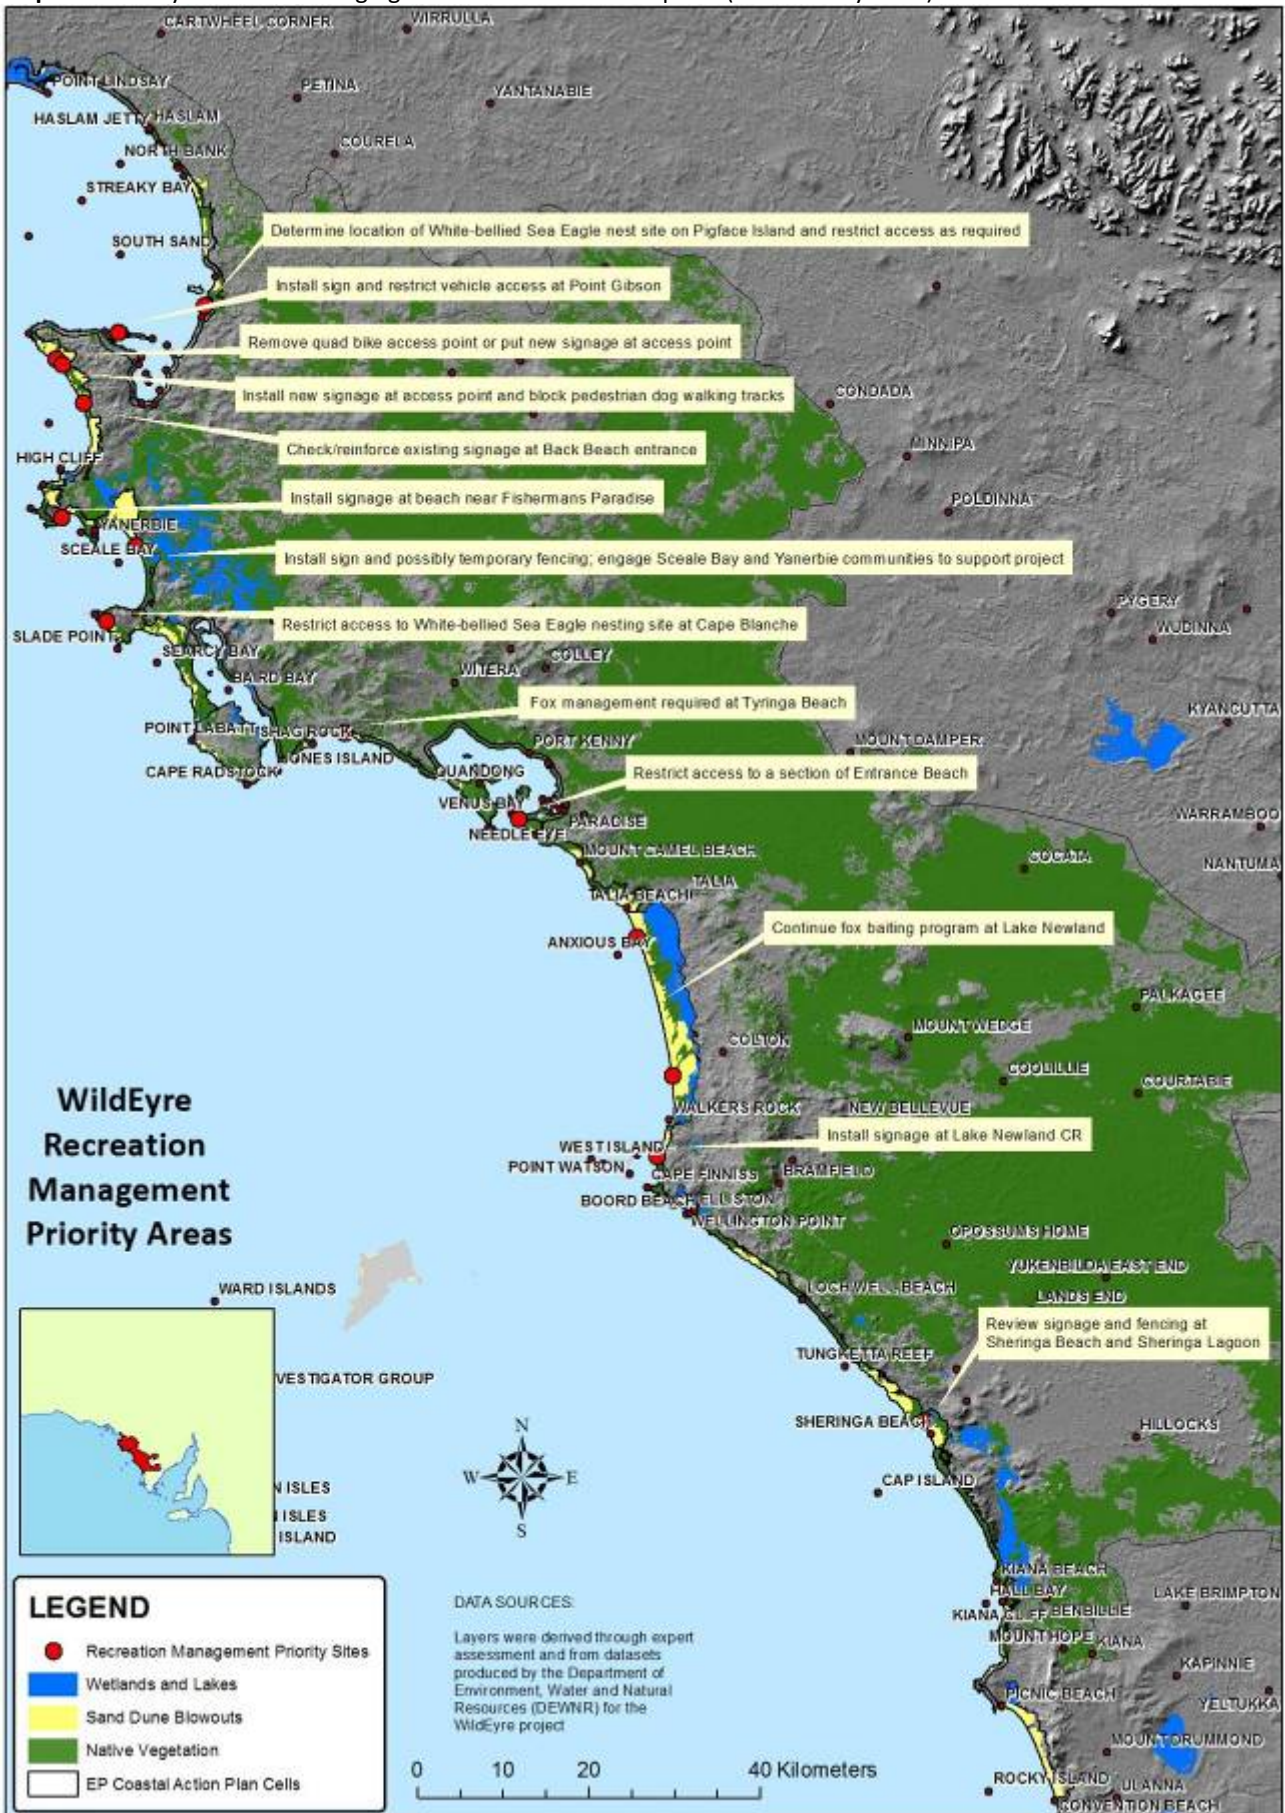 CARTWHEEL CORNER
WIRRULLA
POINT LINDSAY
PETINA
YANTANABIE
HASLAM JETTY
HASLAM
COURELA
NORTH BANK
STREAKY BAY
SOUTH SAND
Determine location of White-bellied Sea Eagle nest site on Pigface Island and restrict access as required
Install sign and restrict vehicle access at Point Gibson
Remove quad bike access point or put new signage at access point
Install new signage at access point and block pedestrian dog walking tracks
CONDADA
Check/reinforce existing signage at Back Beach entrance
MINNIPA
HIGH CLIFF
Install signage at beach near Fishermans Paradise
POLDINNA
YANERBIE
SCEALE BAY
Install sign and possibly temporary fencing; engage Sceale Bay and Yanerbie communities to support project
PYGERY
WUDINNA
SLADE POINT
Restrict access to White-bellied Sea Eagle nesting site at Cape Blanche
SEARCY BAY
COLLEY
WITERA
BAIRD BAY
Fox management required at Tyringa Beach
KYANCUTTA
POINT LABATT
SHAG ROCK
PORT KENNY
MOUNT DAMPER
JONES ISLAND
CAPE RADSTOCK
QUANDONG
Restrict access to a section of Entrance Beach
VENUS BAY
WARRAMBOO
NEEDLE EYE
PARADISE
MOUNT CAMEL BEACH
COCATA
NANTUMA
TALIA
TALIA BEACH
Continue fox baiting program at Lake Newland
ANXIOUS BAY
PALKAGEE
MOUNT WEDGE
COLTON
COOLILLIE
COURTABIE
WildEyre
Recreation
Management
Priority Areas
WALKERS ROCK
NEW BELLEVUE
Install signage at Lake Newland CR
WEST ISLAND
POINT WATSON
CAPE FINNISS
BRAMFIELD
BOORD BEACH
ELLISTON
WELLINGTON POINT
OPOSSUMS HOME
YUKENBILDA EAST END
WARD ISLANDS
LOCH WELL BEACH
LANDS END
Review signage and fencing at
Sheringa Beach and Sheringa Lagoon
TUNGKETTA REEF
VESTIGATOR GROUP
SHERINGA BEACH
HILLOCKS
N
W
E
S
CAP ISLAND
N ISLES
ISLES
ISLAND
KIANA BEACH
HALL BAY
LAKE BRIMPTON
KIANA CLIFF
BENBILLIE
MOUNT HOPE
KIANA
KAPINNIE
PICNIC BEACH
YELTUKKA
MOUNT DRUMMOND
ROCKY ISLAND
ULANNA
CONVENTION BEACH
LEGEND
Recreation Management Priority Sites
Wetlands and Lakes
Sand Dune Blowouts
Native Vegetation
EP Coastal Action Plan Cells
DATA SOURCES:
Layers were derived through expert
assessment and from datasets
produced by the Department of
Environment, Water and Natural
Resources (DEWNR) for the
WildEyre project
0 10 20 40 Kilometers